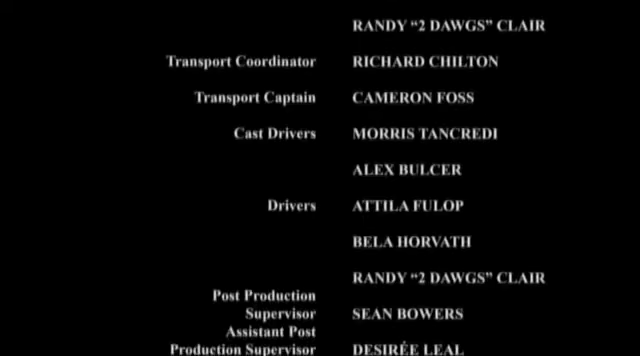 RANDY “2 DAWGS” CLAIR
Transport Coordinator RICHARD CHILTON
Transport Captain CAMERON FOSS
Cast Drivers MORRIS TANCREDI
ALEX BULCER
Drivers ATTILA FULOP
BELA HORVATH
RANDY “2 DAWGS” CLAIR
Post Production
Supervisor SEAN BOWERS
Assistant Post
Production Supervisor DESIRÉE LEAL